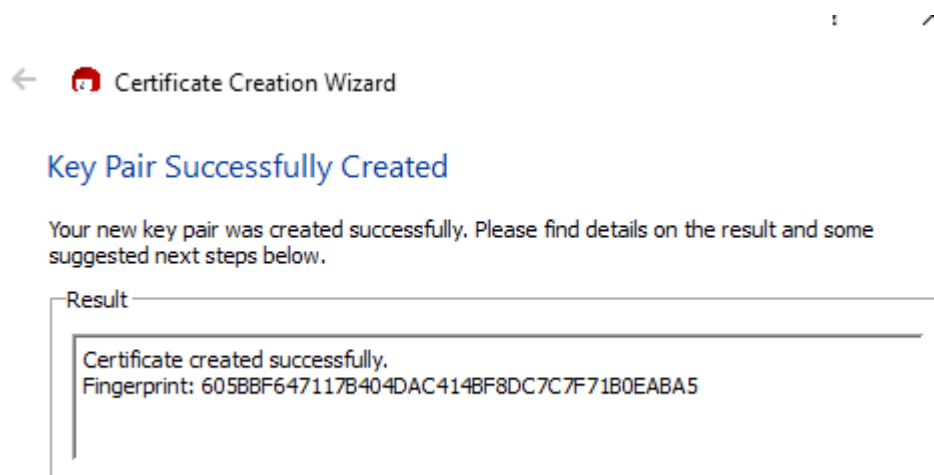 Certificate Creation Wizard
Key Pair Successfully Created
Your new key pair was created successfully. Please find details on the result and some
suggested next steps below.
Result
Certificate created successfully.
Fingerprint: 605BBF647117B404DAC414BF8DC7C7F71B0EABA5